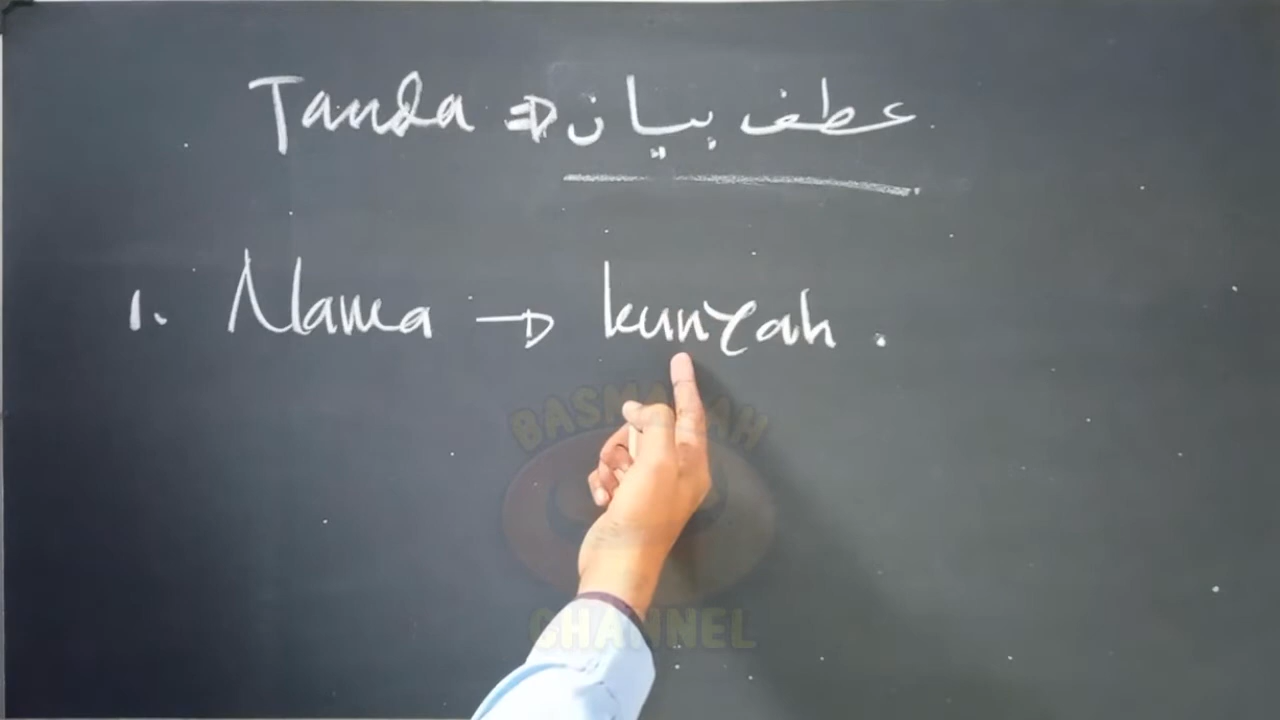 Tanda ⇒ عطف بيان
1. Nama → kunyah.
BASMALAH
CHANNEL